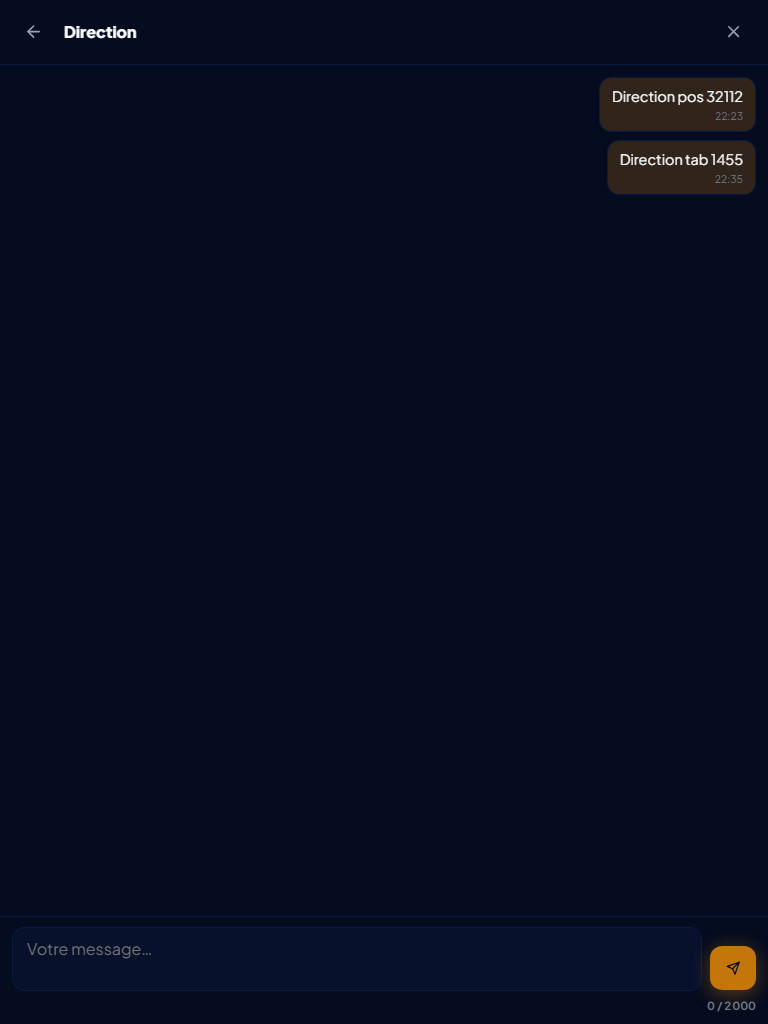 Direction
Direction pos 32112
22:23
Direction tab 1455
22:35
Votre message...
0 / 2000